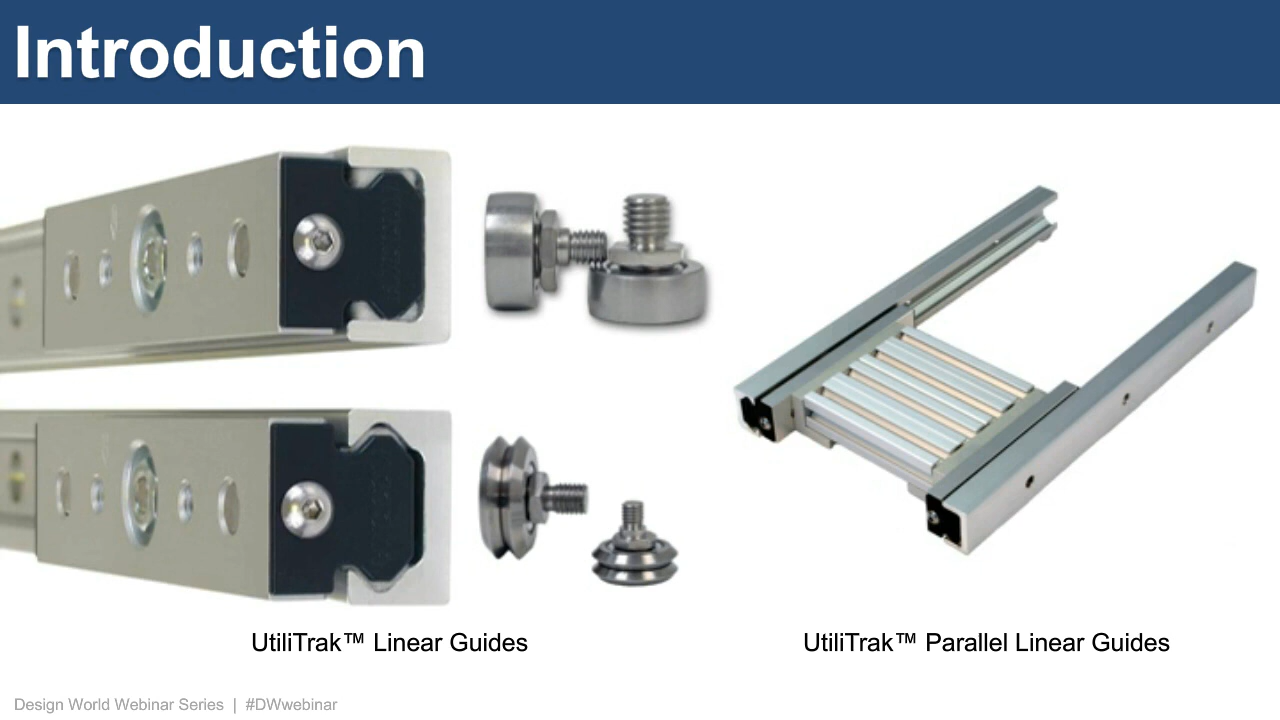 Introduction
UtiliTrak™ Linear Guides
UtiliTrak™ Parallel Linear Guides
Design World Webinar Series | #DWwebinar